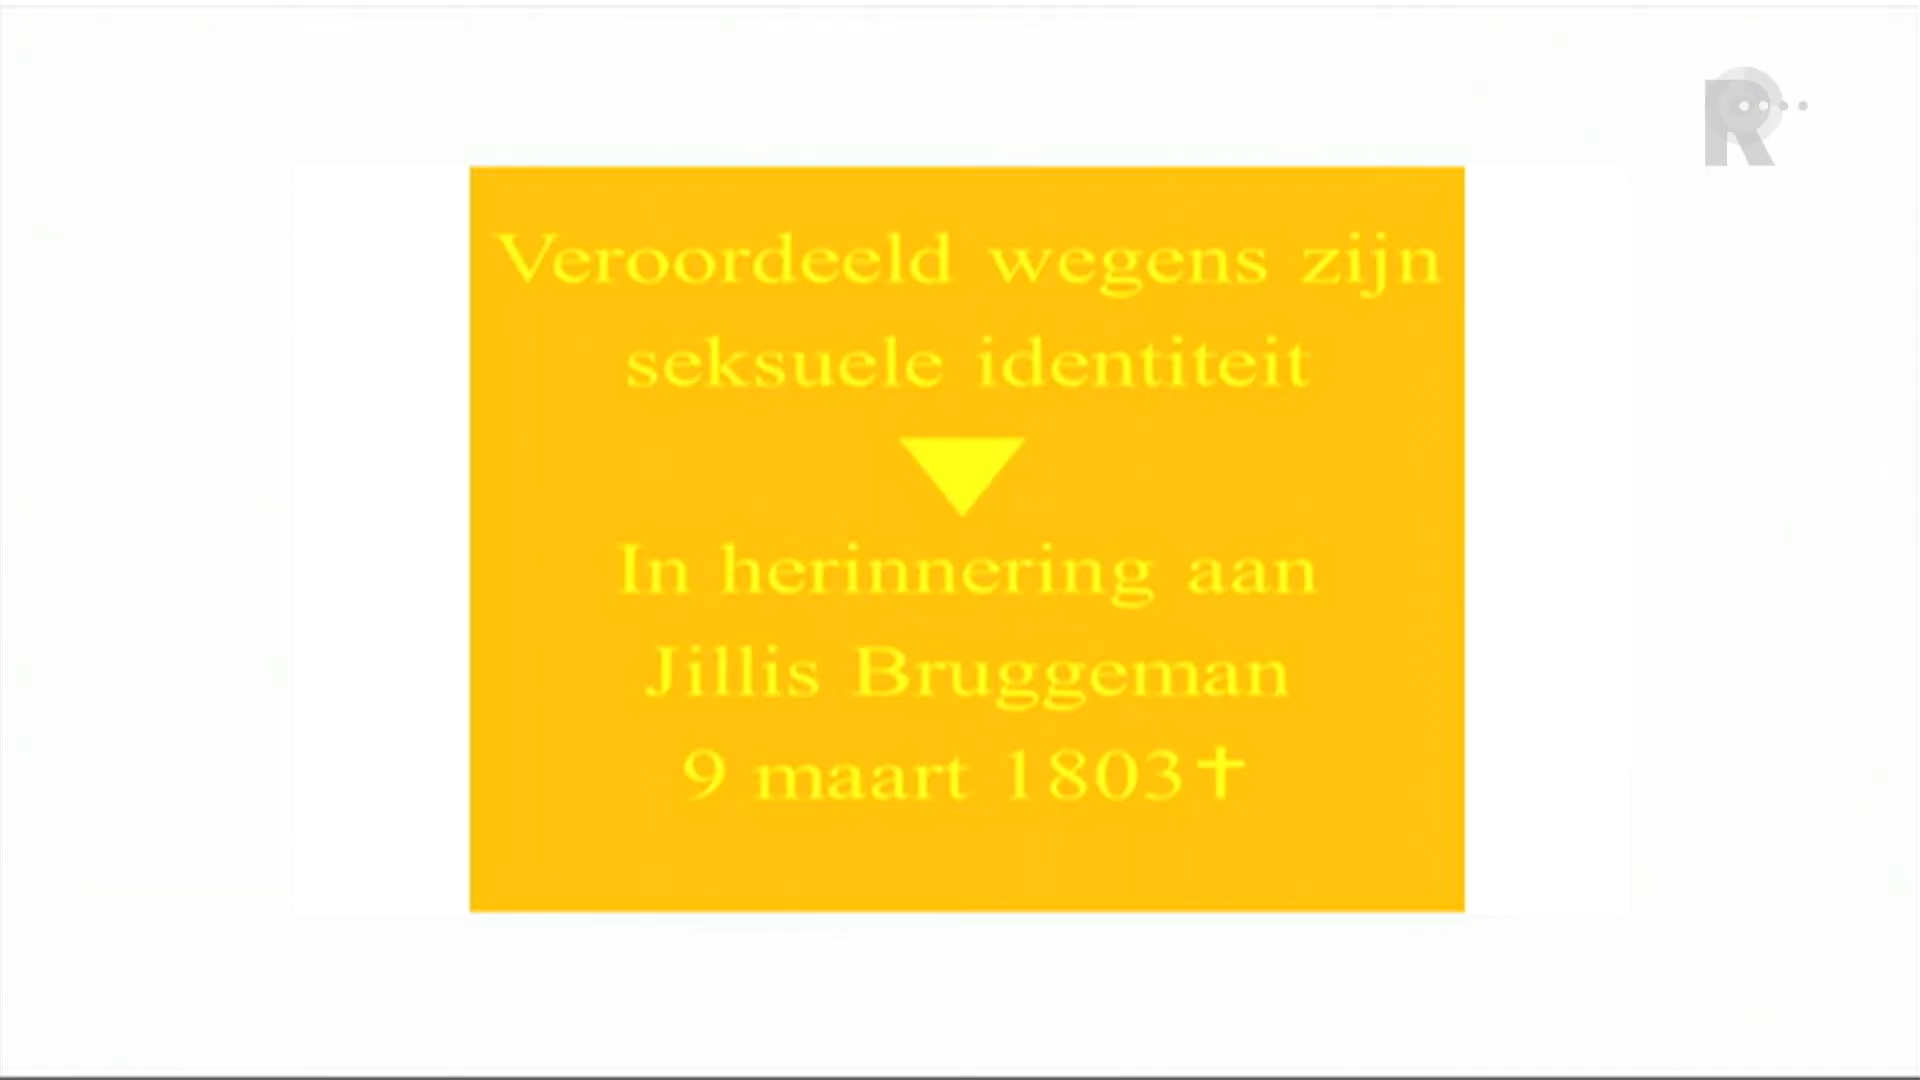 Veroordeeld wegens zijn
seksuele identiteit
In herinnering aan
Jillis Bruggeman
9 maart 1803✝
R